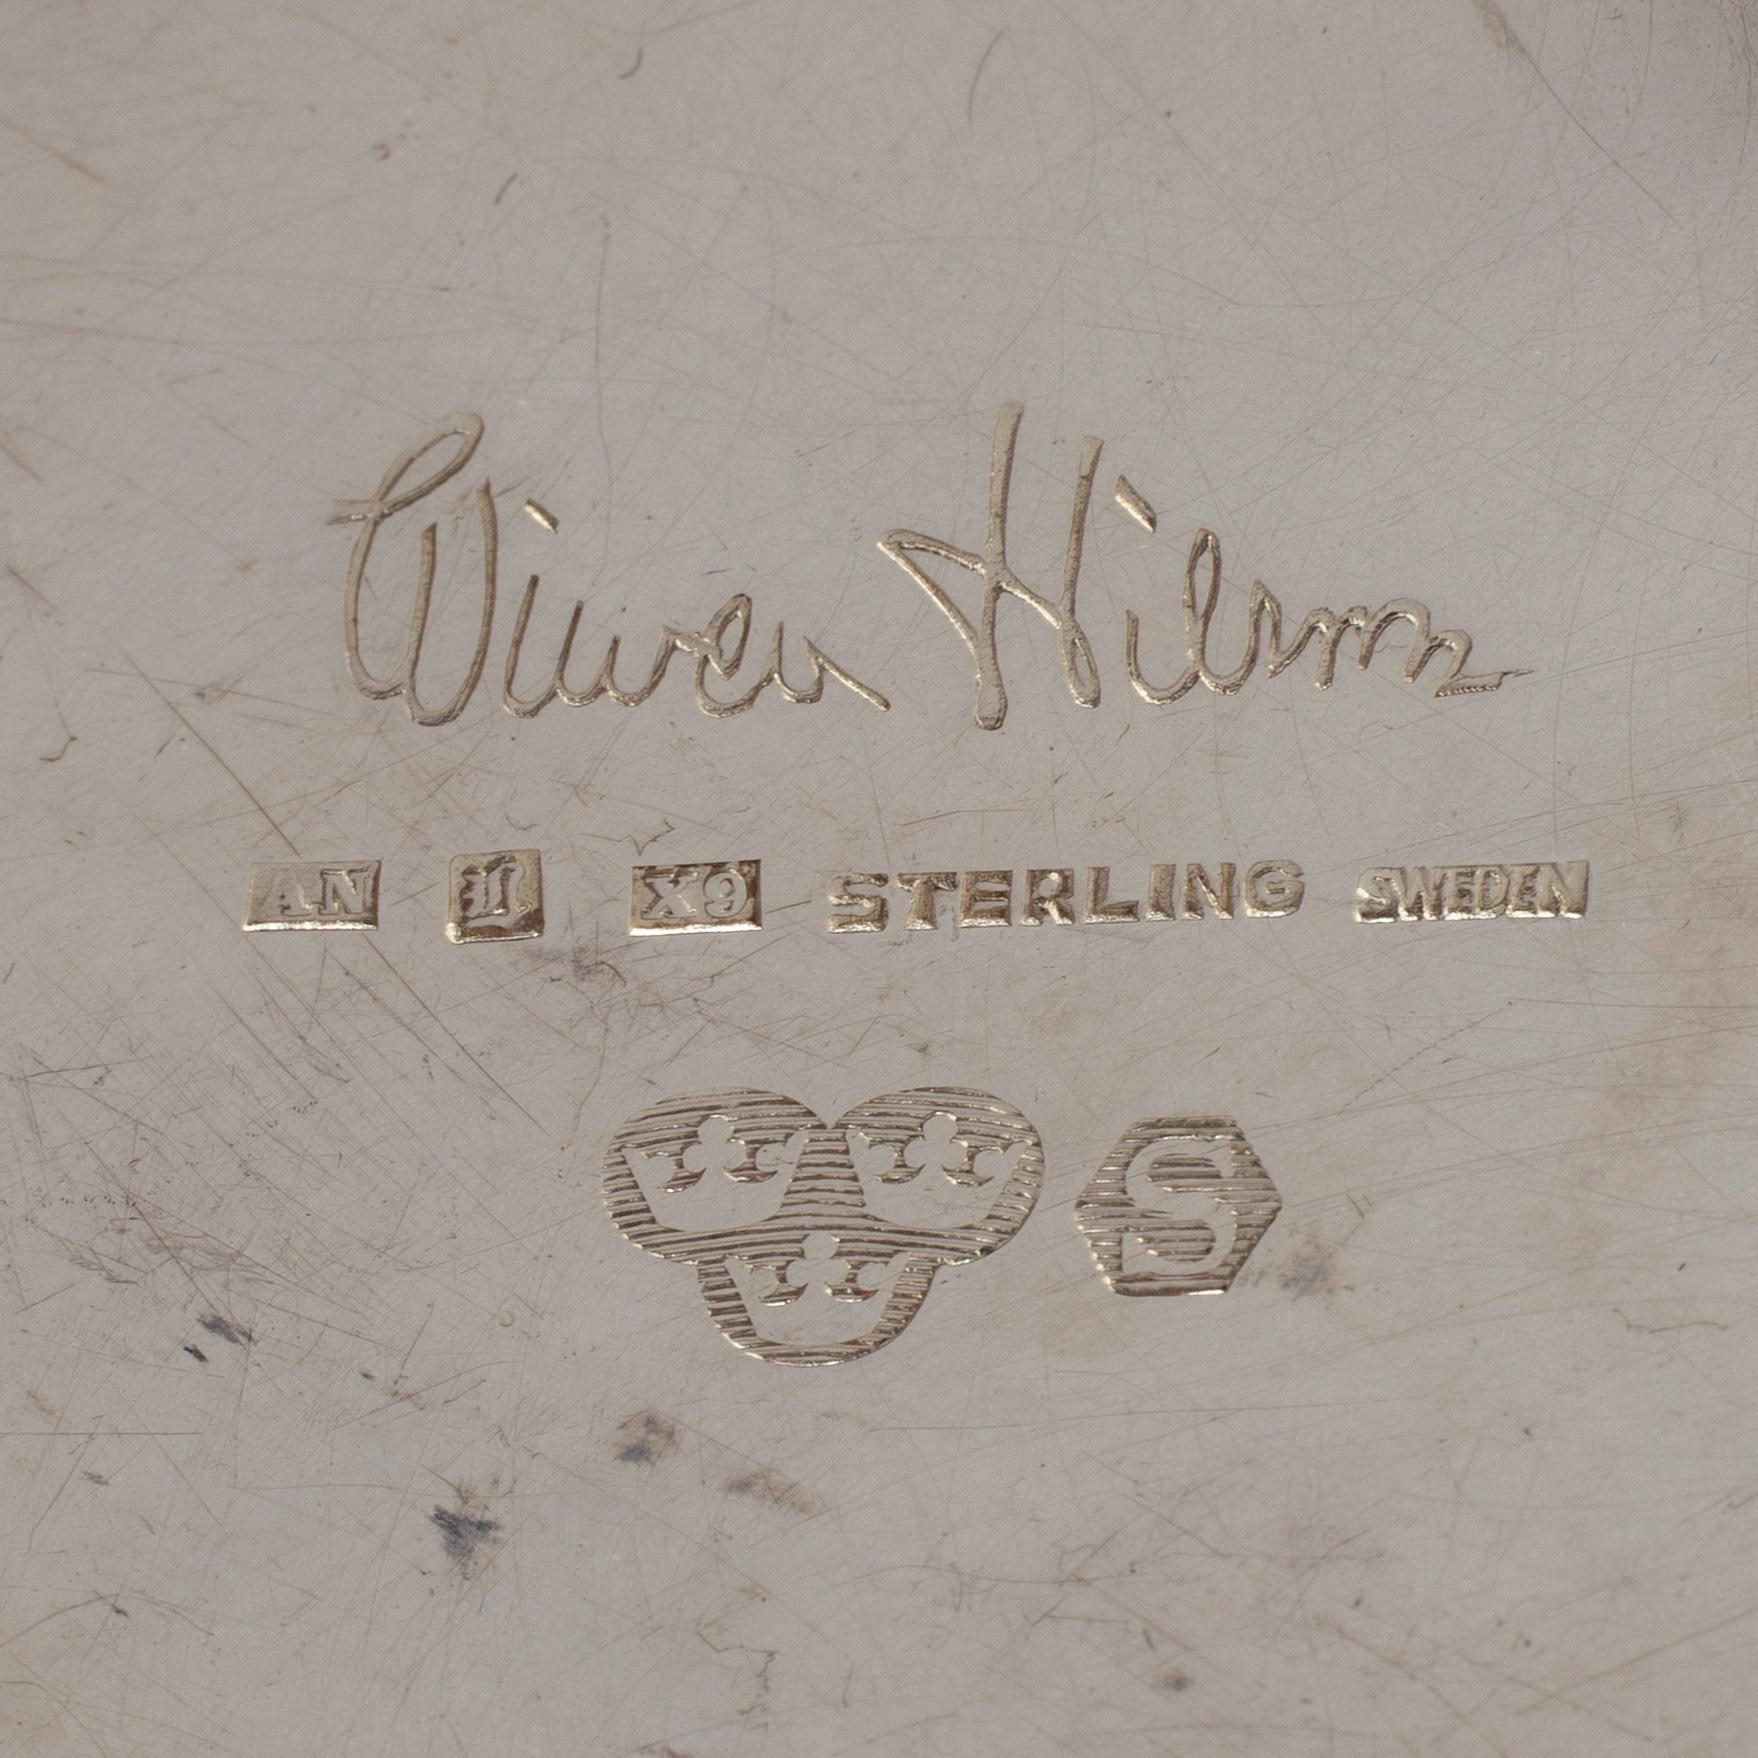 Wiwen Nilsson
AN L X9 STERLING SWEDEN
S